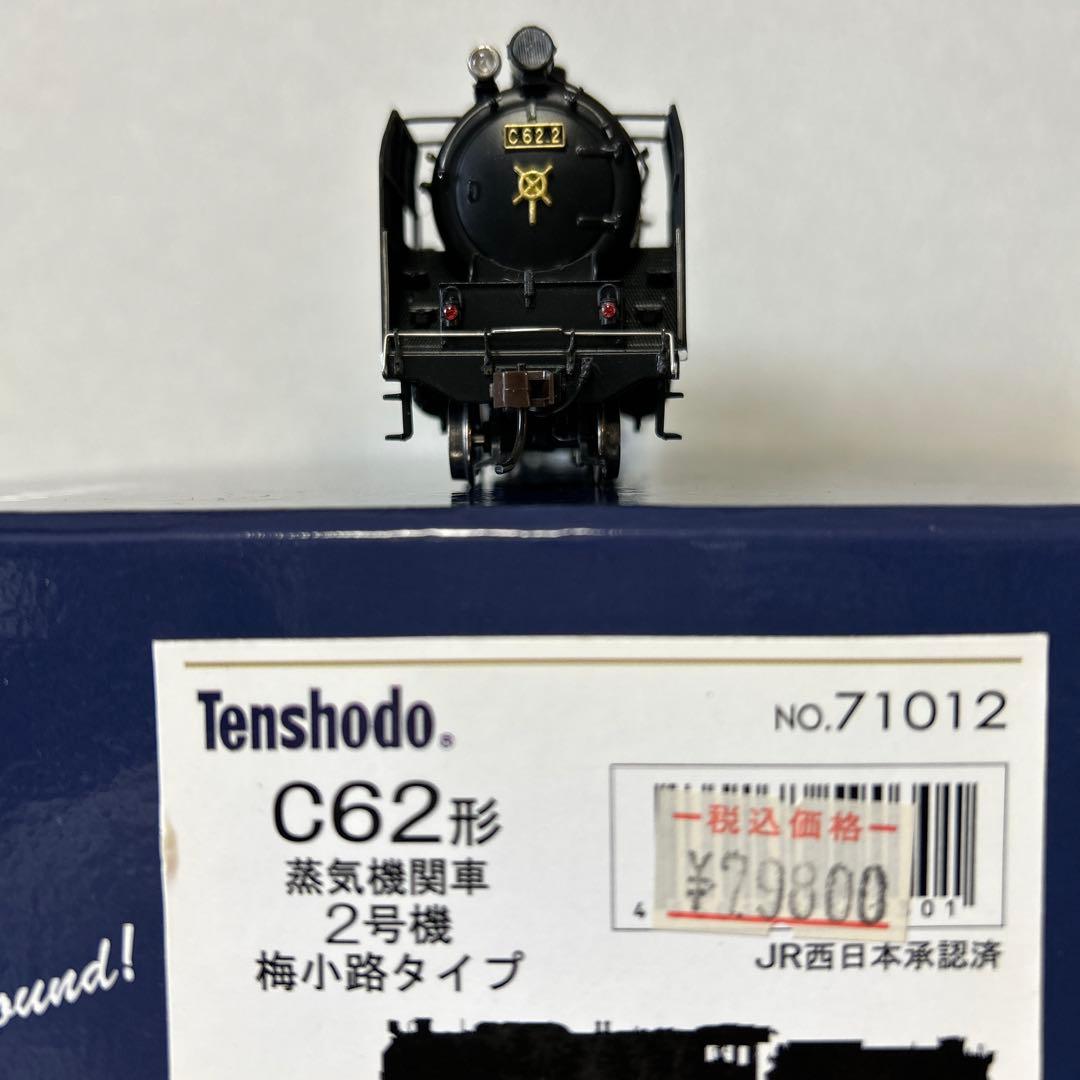 C62 2
Tenshodo®
NO.71012
C62形
蒸気機関車
2号機
梅小路タイプ
税込価格
¥79800
4
01
JR西日本承認済
ound!